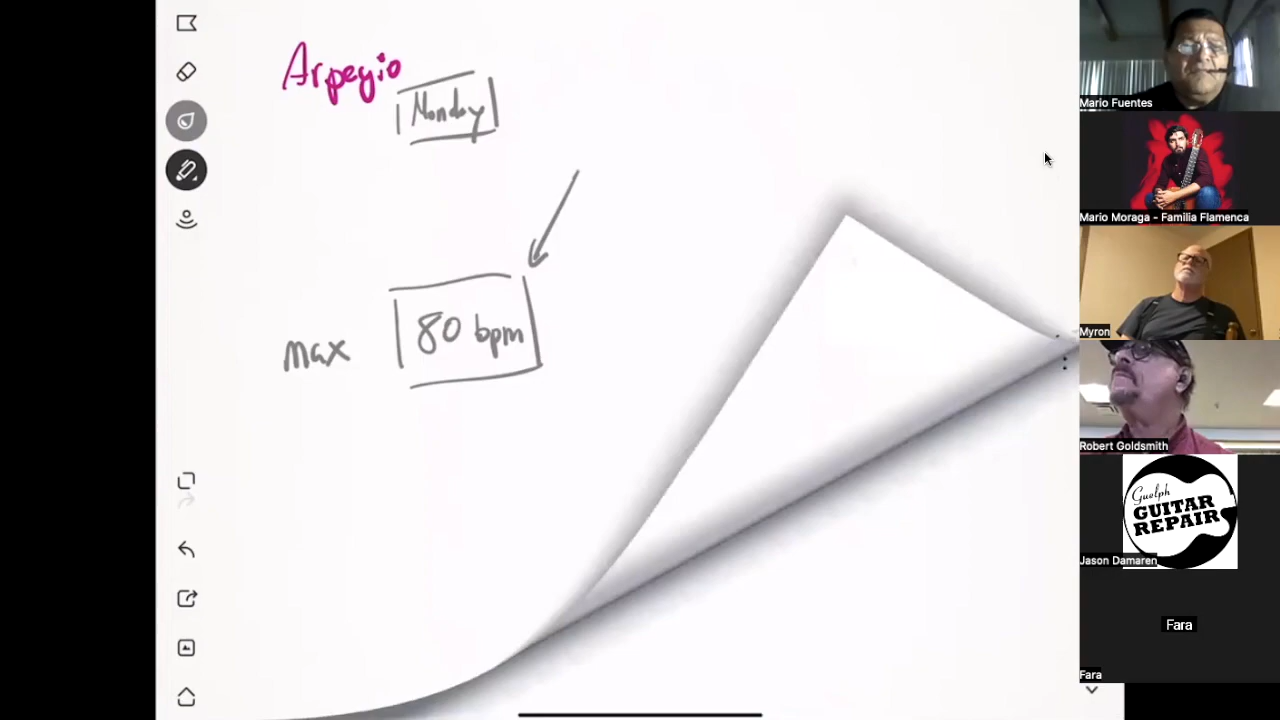 Arpegio
Monday
max
80 bpm
Mario Fuentes
Mario Moraga - Familia Flamenca
Myron
Robert Goldsmith
Guelph
GUITAR
REPAIR
Jason Damaren
Fara
Fara